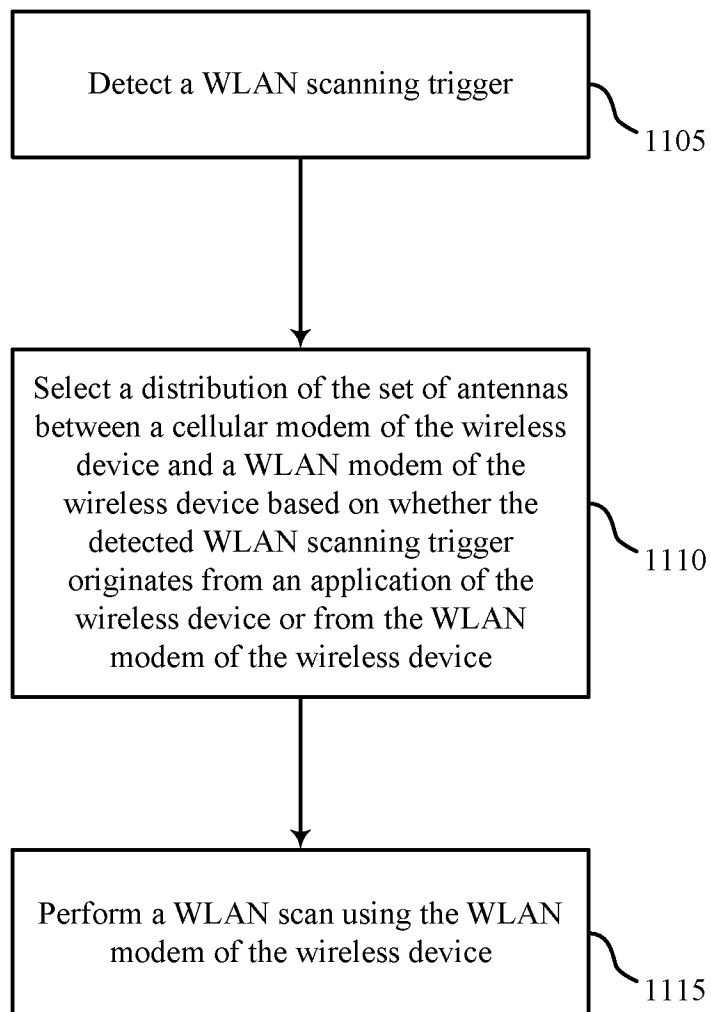 Detect a WLAN scanning trigger
1105
Select a distribution of the set of antennas
between a cellular modem of the wireless
device and a WLAN modem of the
wireless device based on whether the
detected WLAN scanning trigger
originates from an application of the
wireless device or from the WLAN
modem of the wireless device
1110
Perform a WLAN scan using the WLAN
modem of the wireless device
1115